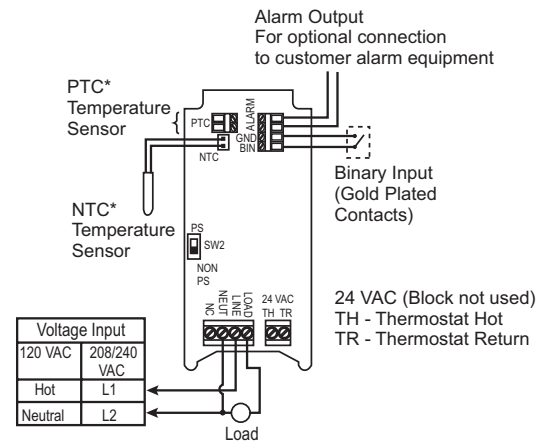 Alarm Output
For optional connection
to customer alarm equipment
PTC*
Temperature
Sensor
PTC
ALARM
GND
BIN
NTC
Binary Input
(Gold Plated
Contacts)
NTC*
Temperature
Sensor
PS
SW2
NON
PS
NC
NEUT
LINE
LOAD
24 VAC
TH TR
24 VAC (Block not used)
TH - Thermostat Hot
TR - Thermostat Return
Voltage Input
120 VAC 208/240
VAC
Hot L1
Neutral L2
Load